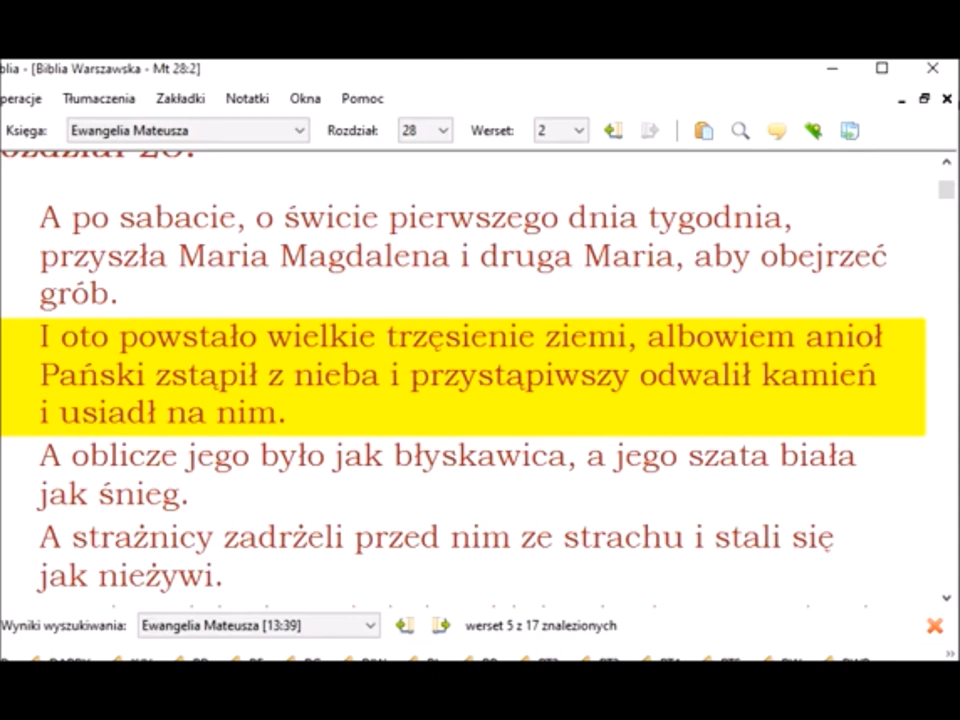 blia - [Biblia Warszawska - Mt 28:2]
peracje Tłumaczenia Zakładki Notatki Okna Pomoc
Księga: Ewangelia Mateusza Rozdział: 28 Werset: 2
A po sabacie, o świcie pierwszego dnia tygodnia,
przyszła Maria Magdalena i druga Maria, aby obejrzeć
grób.
I oto powstało wielkie trzęsienie ziemi, albowiem anioł
Pański zstąpił z nieba i przystąpiwszy odwalił kamień
i usiadł na nim.
A oblicze jego było jak błyskawica, a jego szata biała
jak śnieg.
A strażnicy zadrżeli przed nim ze strachu i stali się
jak nieżywi.
Wyniki wyszukiwania: Ewangelia Mateusza [13:39] werset 5 z 17 znalezionych